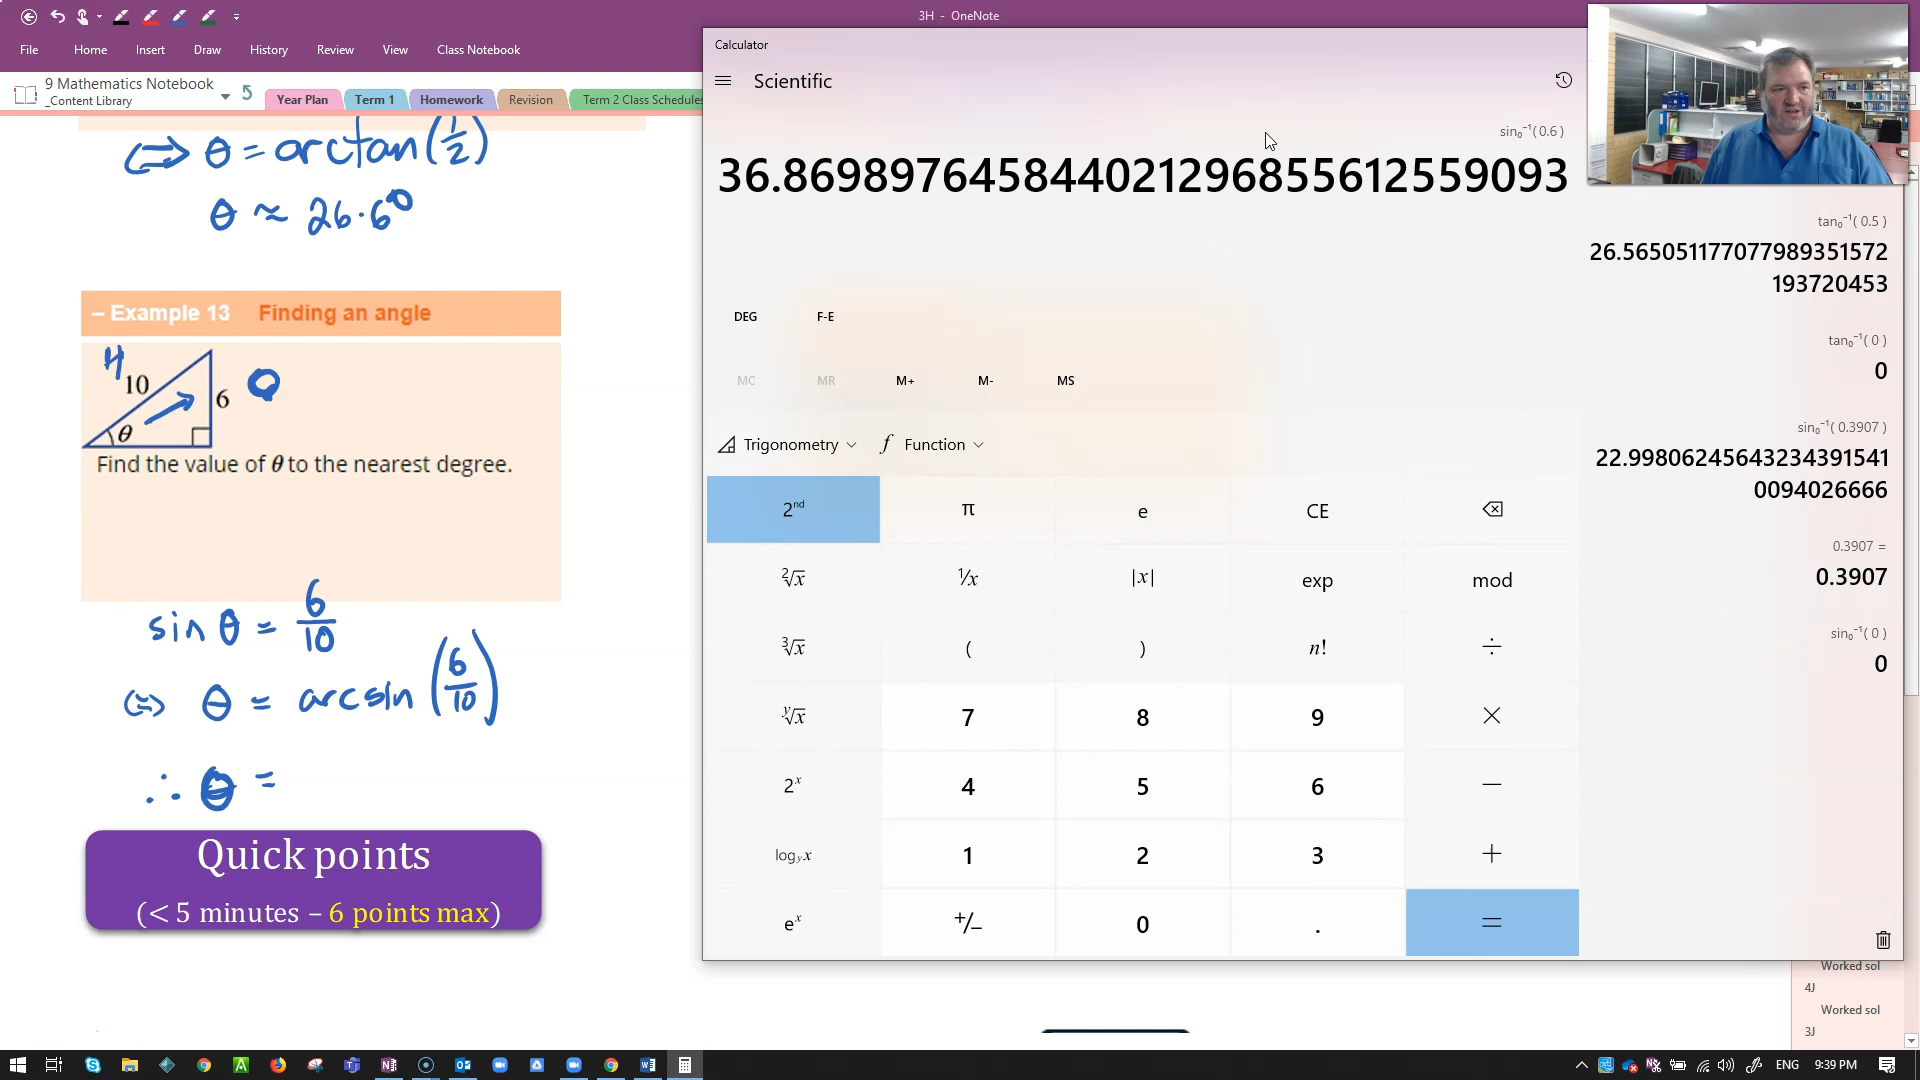 3H - OneNote
File Home Insert Draw History Review View Class Notebook
9 Mathematics Notebook
_Content Library
Year Plan Term 1 Homework Revision Term 2 Class Schedules
⇔ θ = arctan(1/2)
θ ≈ 26.6°
– Example 13 Finding an angle
H
10
6
O
θ
Find the value of θ to the nearest degree.
sin θ = 6/10
⇔ θ = arcsin (6/10)
∴ θ =
Quick points
(< 5 minutes – 6 points max)
Calculator
Scientific
sin₀⁻¹( 0.6 )
36.869897645844021296855612559093
DEG F-E
MC MR M+ M- MS
Trigonometry f Function
2ⁿᵈ π e CE
²√x ¹/x |x| exp mod
³√x ( ) n! ÷
ʸ√x 7 8 9 ×
2ˣ 4 5 6 −
logᵧx 1 2 3 +
eˣ +/− 0 . =
tan₀⁻¹( 0.5 )
26.565051177077989351572
193720453
tan₀⁻¹( 0 )
0
sin₀⁻¹( 0.3907 )
22.99806245643234391541
0094026666
0.3907 =
0.3907
sin₀⁻¹( 0 )
0
Worked sol
4J
Worked sol
3J
ENG 9:39 PM